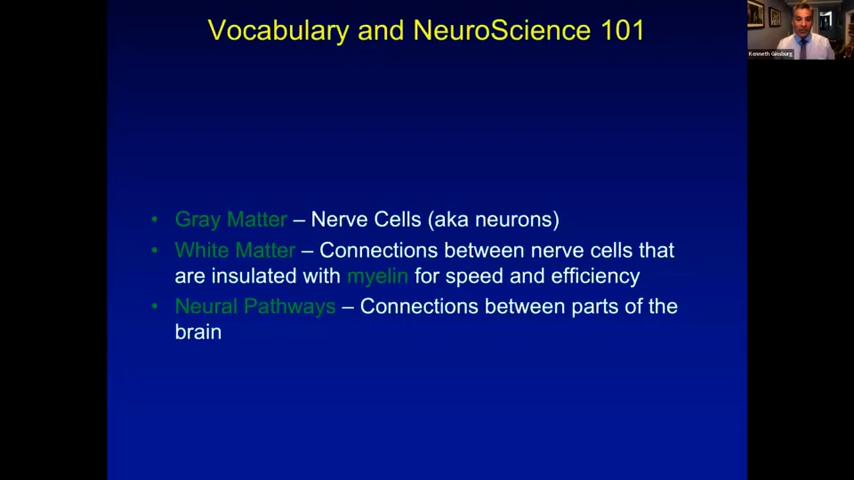 Vocabulary and NeuroScience 101
Kenneth Ginsburg
• Gray Matter – Nerve Cells (aka neurons)
• White Matter – Connections between nerve cells that
are insulated with myelin for speed and efficiency
• Neural Pathways – Connections between parts of the
brain